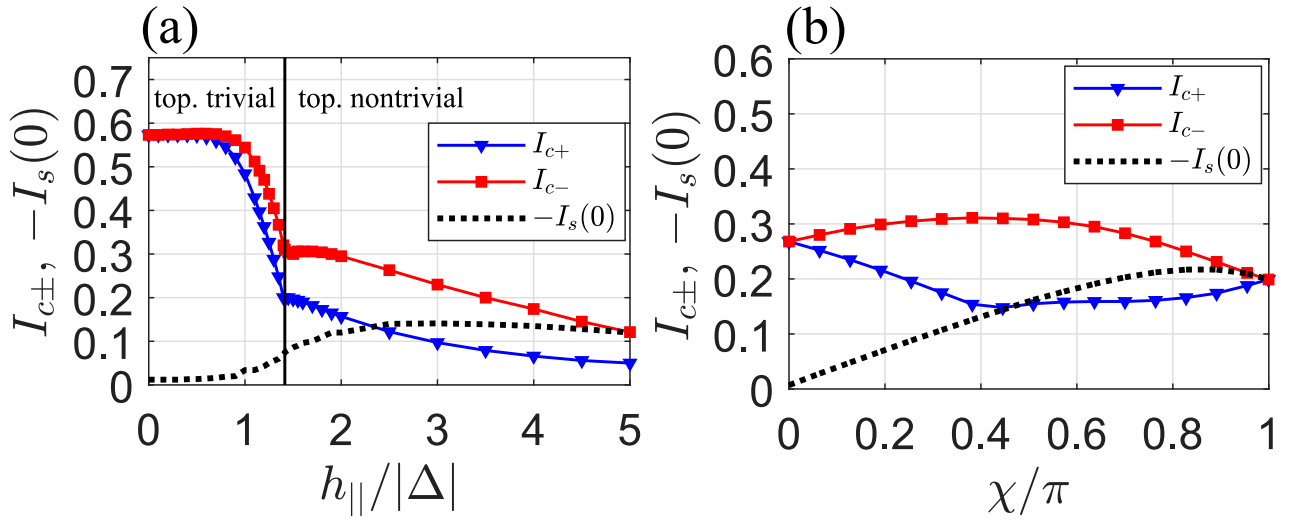 (a)
I_{c±}, −I_s(0)
0.7
0.6
0.5
0.4
0.3
0.2
0.1
0
top. trivial
top. nontrivial
I_{c+}
I_{c−}
−I_s(0)
0 1 2 3 4 5
h_{||}/|Δ|
(b)
I_{c±}, −I_s(0)
0.6
0.5
0.4
0.3
0.2
0.1
0
I_{c+}
I_{c−}
−I_s(0)
0 0.2 0.4 0.6 0.8 1
χ/π